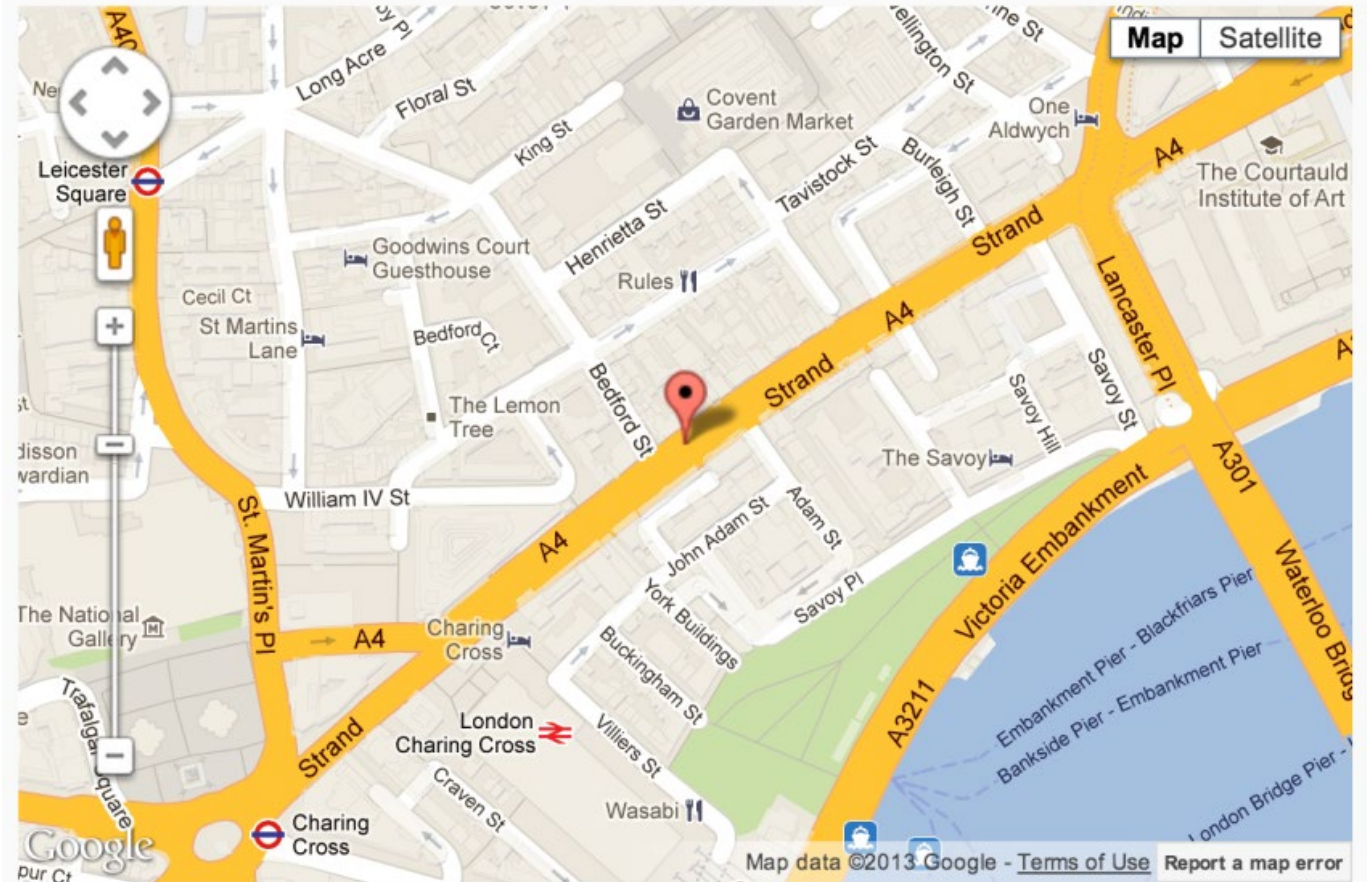 Map
Satellite
Long Acre
Floral St
King St
Covent
Garden Market
Wellington St
One
Aldwych
A4
The Courtauld
Institute of Art
Leicester
Square
Tavistock St
Burleigh St
Henrietta St
Strand
Goodwins Court
Guesthouse
Rules
Lancaster Pl
Cecil Ct
St Martins
Lane
Bedford Ct
A4
Bedford St
Strand
Savoy St
Savoy Hill
The Lemon
Tree
The Savoy
A301
William IV St
St. Martin's Pl
A4
John Adam St
Adam St
Victoria Embankment
Waterloo Bridg
Savoy Pl
York Buildings
The National
Gallery
A4
Charing
Cross
Buckingham St
Embankment Pier - Blackfriars Pier
Bankside Pier - Embankment Pier
A3211
Trafalgar Square
London
Charing Cross
Villiers St
Strand
Craven St
Wasabi
London Bridge Pier -
Charing
Cross
Google
pur Ct
Map data ©2013 Google - Terms of Use
Report a map error